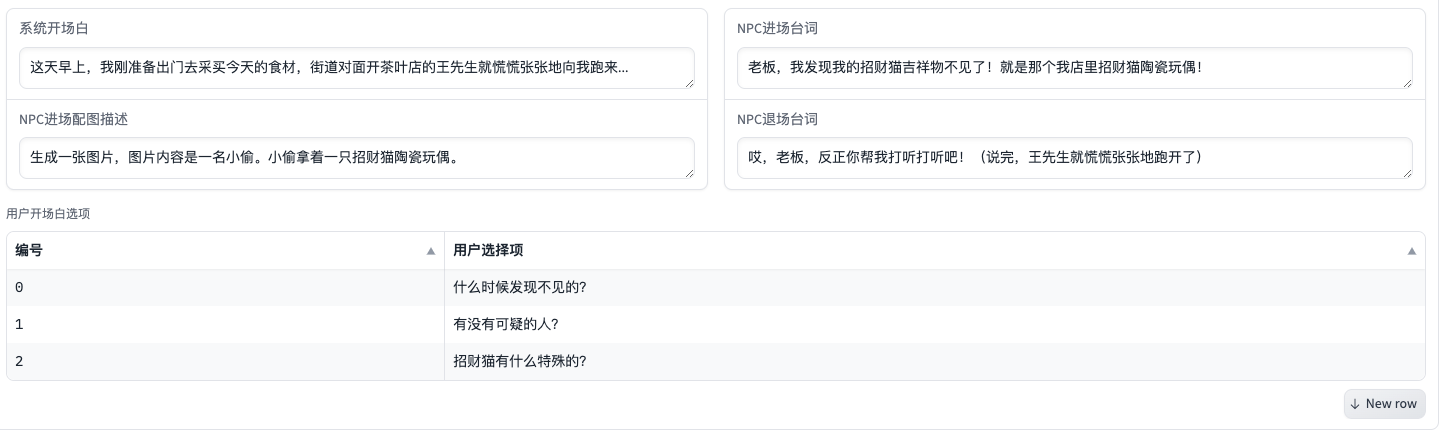 系统开场白
这天早上，我刚准备出门去采买今天的食材，街道对面开茶叶店的王先生就慌慌张张地向我跑来...
NPC进场配图描述
生成一张图片，图片内容是一名小偷。小偷拿着一只招财猫陶瓷玩偶。
NPC进场台词
老板，我发现我的招财猫吉祥物不见了！就是那个我店里招财猫陶瓷玩偶！
NPC退场台词
哎，老板，反正你帮我打听打听吧！（说完，王先生就慌慌张张地跑开了）
用户开场白选项
编号 用户选择项
0 什么时候发现不见的?
1 有没有可疑的人?
2 招财猫有什么特殊的?
New row